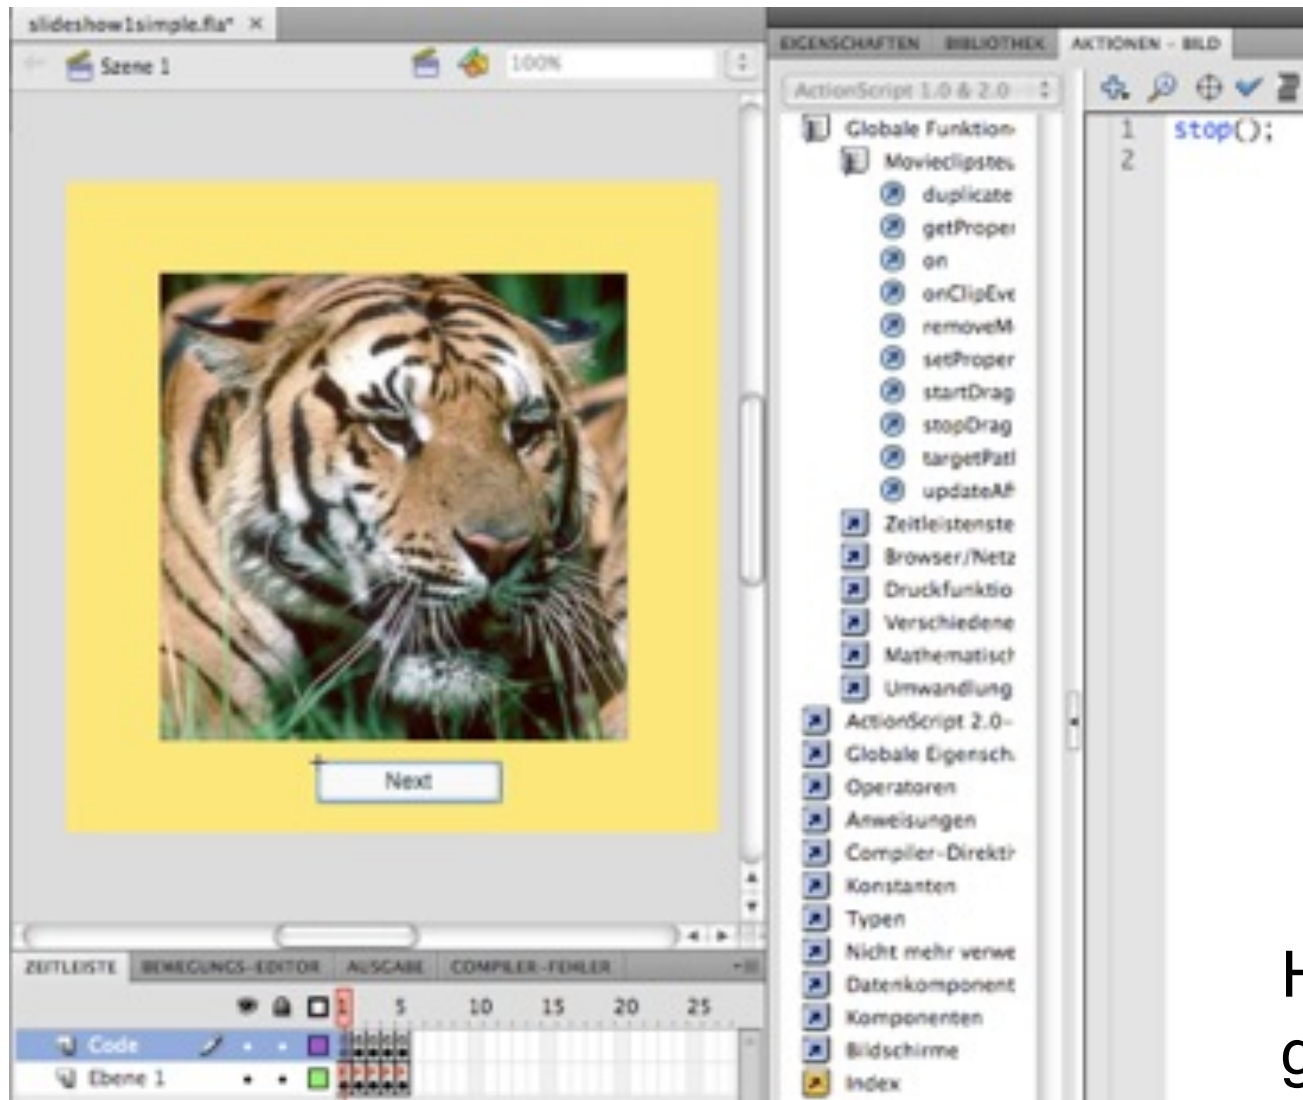 slideshow1simple.fla*
Szene 1
100%
Next
ZEITLEISTE BEWEGUNGS-EDITOR AUSGABE COMPILER-FEHLER
1 5 10 15 20 25
Code
Ebene 1
EIGENSCHAFTEN BIBLIOTHEK AKTIONEN - BILD
ActionScript 1.0 & 2.0
Globale Funktion
Movieclipsteu
duplicate
getProper
on
onClipEve
removeM
setProper
startDrag
stopDrag
targetPatl
updateAf
Zeitleistenste
Browser/Netz
Druckfunktio
Verschiedene
Mathematisch
Umwandlung
ActionScript 2.0-
Globale Eigensch
Operatoren
Anweisungen
Compiler-Direkti
Konstanten
Typen
Nicht mehr verwe
Datenkomponent
Komponenten
Bildschirme
Index
1 stop();
2
H
g